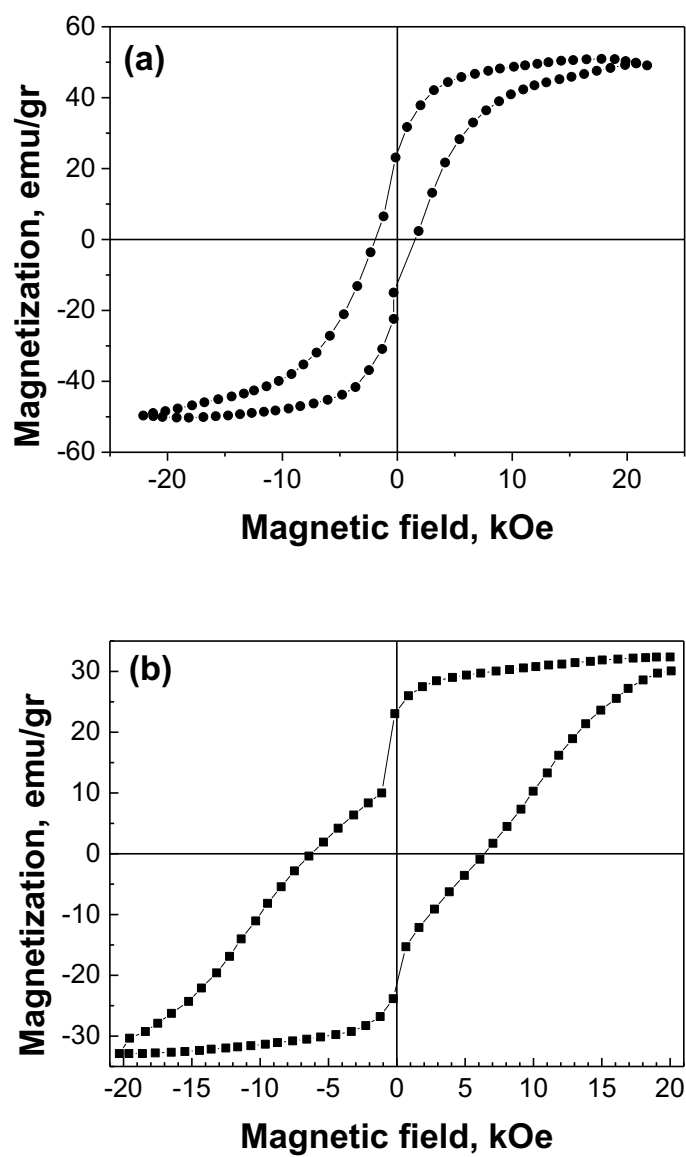 (a)
Magnetization, emu/gr
60
40
20
0
-20
-40
-60
-20 -10 0 10 20
Magnetic field, kOe
(b)
Magnetization, emu/gr
30
20
10
0
-10
-20
-30
-20 -15 -10 -5 0 5 10 15 20
Magnetic field, kOe